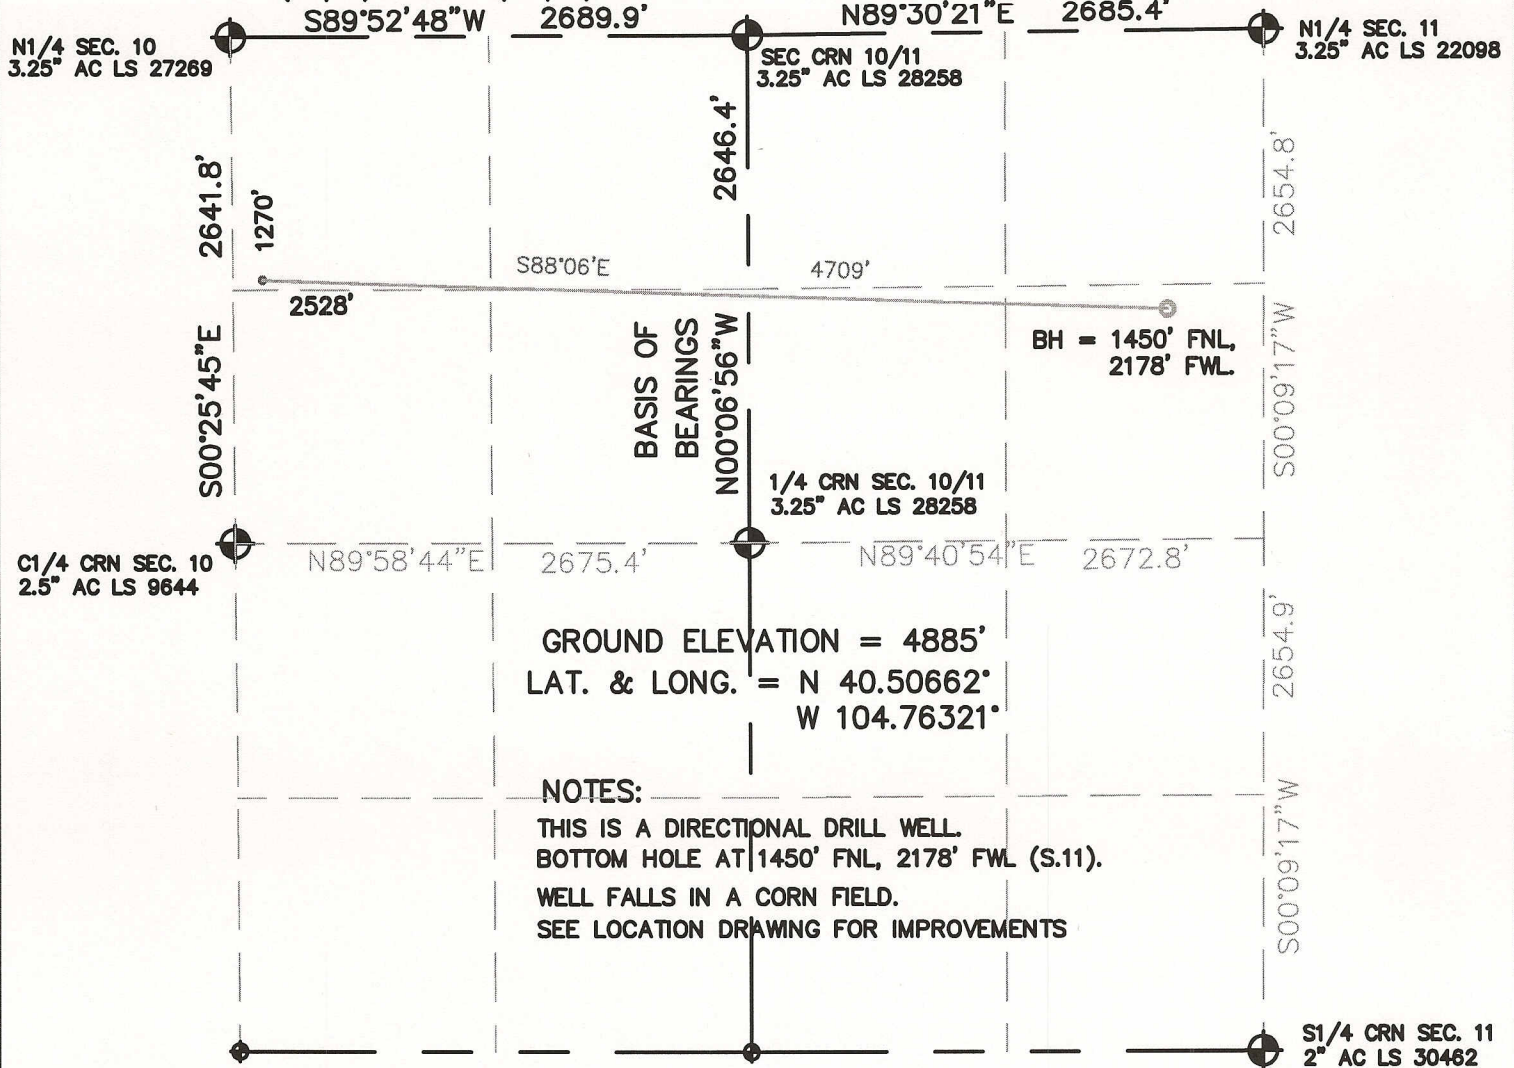 S89°52'48"W 2689.9'
N89°30'21"E 2685.4'
N1/4 SEC. 10
3.25" AC LS 27269
SEC CRN 10/11
3.25" AC LS 28258
N1/4 SEC. 11
3.25" AC LS 22098
2641.8'
1270'
2646.4'
2654.8'
S88°06'E
4709'
2528'
S00°25'45"E
BASIS OF
BEARINGS
N00°06'56"W
BH = 1450' FNL,
2178' FWL.
S00°09'17"W
1/4 CRN SEC. 10/11
3.25" AC LS 28258
C1/4 CRN SEC. 10
2.5" AC LS 9644
N89°58'44"E 2675.4'
N89°40'54"E 2672.8'
GROUND ELEVATION = 4885'
LAT. & LONG. = N 40.50662°
W 104.76321°
2654.9'
NOTES:
THIS IS A DIRECTIONAL DRILL WELL.
BOTTOM HOLE AT 1450' FNL, 2178' FWL (S.11).
WELL FALLS IN A CORN FIELD.
SEE LOCATION DRAWING FOR IMPROVEMENTS
S00°09'17"W
S1/4 CRN SEC. 11
2" AC LS 30462